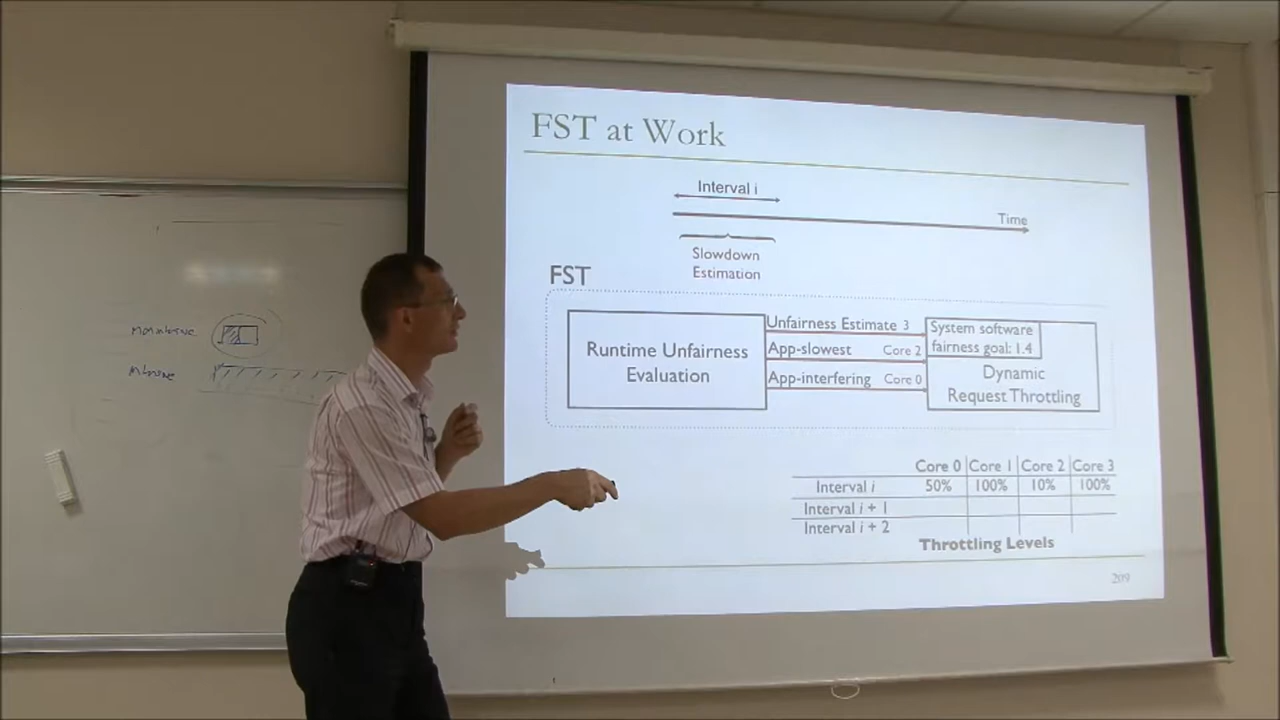 FST at Work
Interval i
Time
Slowdown
Estimation
FST
Runtime Unfairness
Evaluation
Unfairness Estimate 3
App-slowest Core 2
App-interfering Core 0
System software
fairness goal: 1.4
Dynamic
Request Throttling
Core 0 Core 1 Core 2 Core 3
Interval i 50% 100% 10% 100%
Interval i + 1
Interval i + 2
Throttling Levels
209